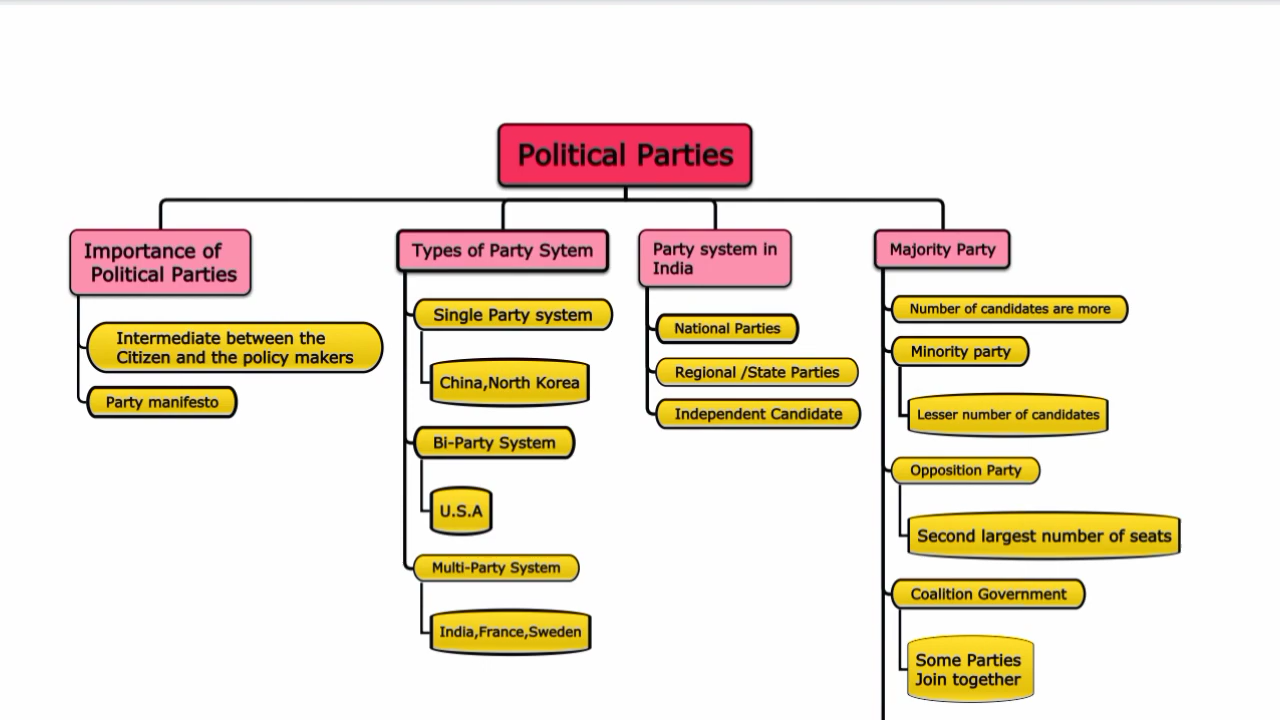 Political Parties
Importance of
Political Parties
Intermediate between the
Citizen and the policy makers
Party manifesto
Types of Party Sytem
Single Party system
China,North Korea
Bi-Party System
U.S.A
Multi-Party System
India,France,Sweden
Party system in
India
National Parties
Regional /State Parties
Independent Candidate
Majority Party
Number of candidates are more
Minority party
Lesser number of candidates
Opposition Party
Second largest number of seats
Coalition Government
Some Parties
Join together